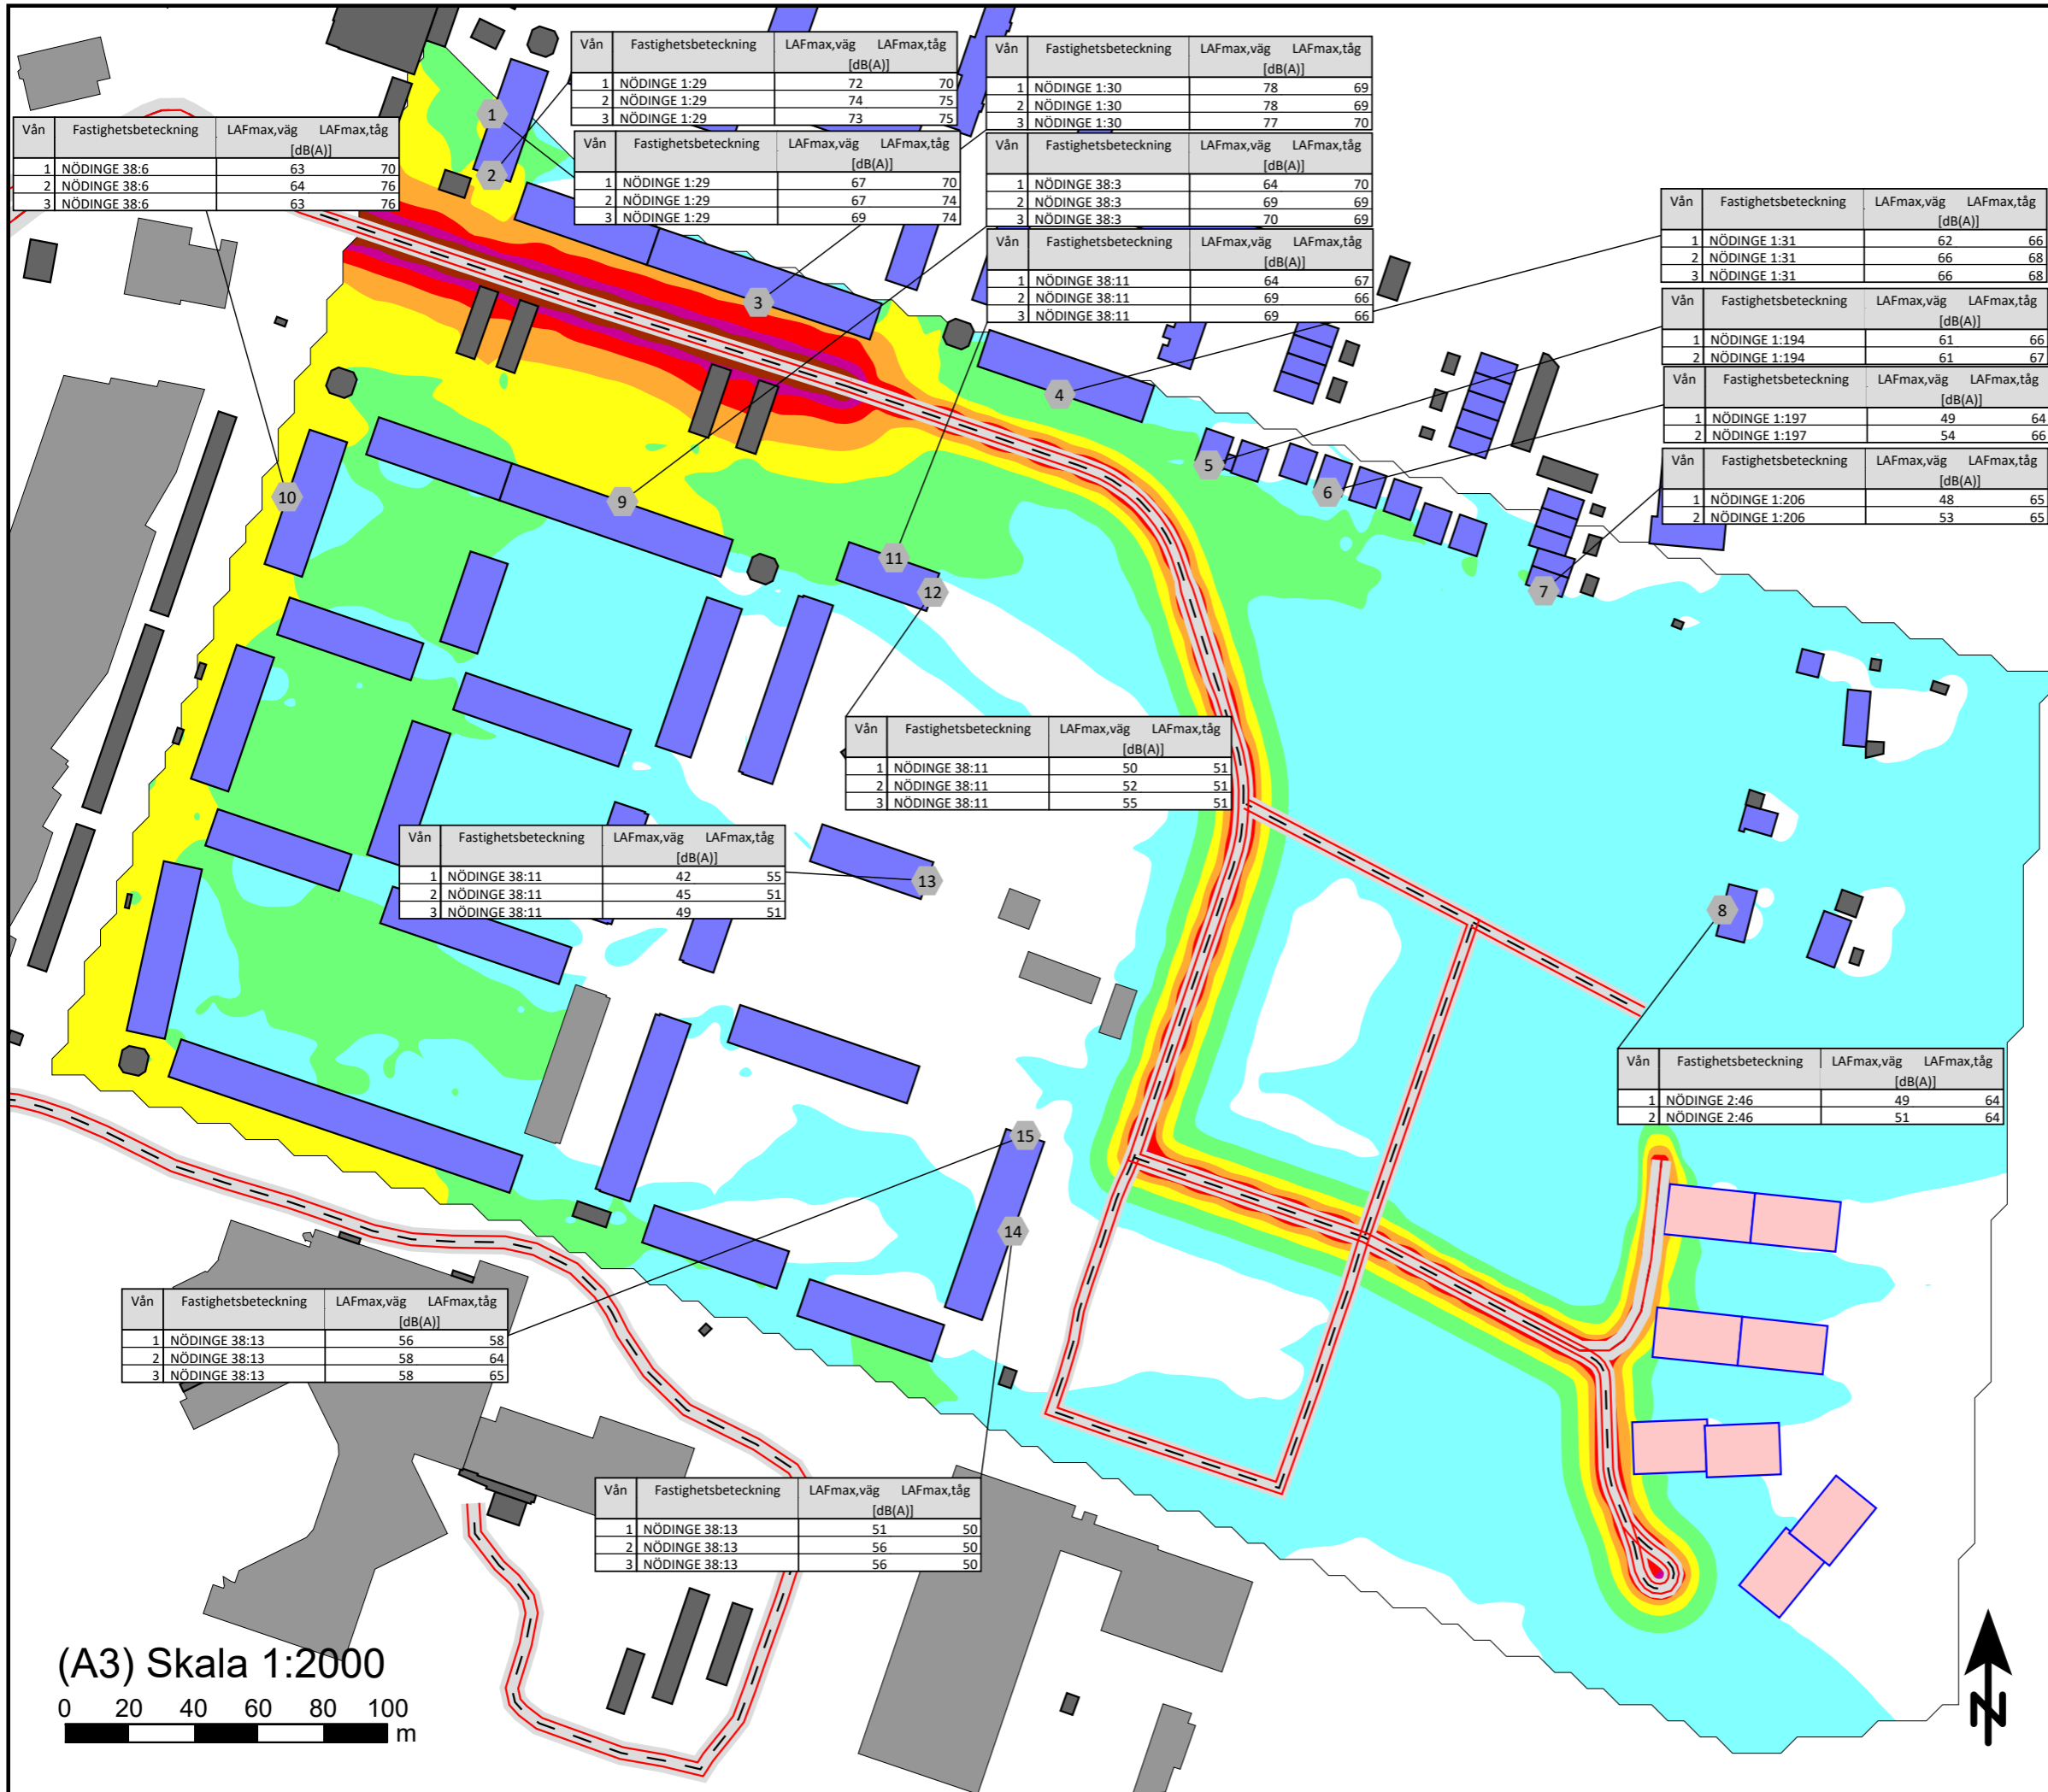 Vån Fastighetsbeteckning LAFmax,väg LAFmax,tåg
[dB(A)]
1 NÖDINGE 1:29 72 70
2 NÖDINGE 1:29 74 75
3 NÖDINGE 1:29 73 75
Vån Fastighetsbeteckning LAFmax,väg LAFmax,tåg
[dB(A)]
1 NÖDINGE 1:30 78 69
2 NÖDINGE 1:30 78 69
3 NÖDINGE 1:30 77 70
Vån Fastighetsbeteckning LAFmax,väg LAFmax,tåg
[dB(A)]
1 NÖDINGE 38:6 63 70
2 NÖDINGE 38:6 64 76
3 NÖDINGE 38:6 63 76
Vån Fastighetsbeteckning LAFmax,väg LAFmax,tåg
[dB(A)]
1 NÖDINGE 1:29 67 70
2 NÖDINGE 1:29 67 74
3 NÖDINGE 1:29 69 74
Vån Fastighetsbeteckning LAFmax,väg LAFmax,tåg
[dB(A)]
1 NÖDINGE 38:3 64 70
2 NÖDINGE 38:3 69 69
3 NÖDINGE 38:3 70 69
Vån Fastighetsbeteckning LAFmax,väg LAFmax,tåg
[dB(A)]
1 NÖDINGE 38:11 64 67
2 NÖDINGE 38:11 69 66
3 NÖDINGE 38:11 69 66
Vån Fastighetsbeteckning LAFmax,väg LAFmax,tåg
[dB(A)]
1 NÖDINGE 1:31 62 66
2 NÖDINGE 1:31 66 68
3 NÖDINGE 1:31 66 68
Vån Fastighetsbeteckning LAFmax,väg LAFmax,tåg
[dB(A)]
1 NÖDINGE 1:194 61 66
2 NÖDINGE 1:194 61 67
Vån Fastighetsbeteckning LAFmax,väg LAFmax,tåg
[dB(A)]
1 NÖDINGE 1:197 49 64
2 NÖDINGE 1:197 54 66
Vån Fastighetsbeteckning LAFmax,väg LAFmax,tåg
[dB(A)]
1 NÖDINGE 1:206 48 65
2 NÖDINGE 1:206 53 65
1
2
3
4
5
6
7
9
10
11
12
Vån Fastighetsbeteckning LAFmax,väg LAFmax,tåg
[dB(A)]
1 NÖDINGE 38:11 50 51
2 NÖDINGE 38:11 52 51
3 NÖDINGE 38:11 55 51
Vån Fastighetsbeteckning LAFmax,väg LAFmax,tåg
[dB(A)]
1 NÖDINGE 38:11 42 55
2 NÖDINGE 38:11 45 51
3 NÖDINGE 38:11 49 51
13
8
Vån Fastighetsbeteckning LAFmax,väg LAFmax,tåg
[dB(A)]
1 NÖDINGE 2:46 49 64
2 NÖDINGE 2:46 51 64
15
14
Vån Fastighetsbeteckning LAFmax,väg LAFmax,tåg
[dB(A)]
1 NÖDINGE 38:13 56 58
2 NÖDINGE 38:13 58 64
3 NÖDINGE 38:13 58 65
Vån Fastighetsbeteckning LAFmax,väg LAFmax,tåg
[dB(A)]
1 NÖDINGE 38:13 51 50
2 NÖDINGE 38:13 56 50
3 NÖDINGE 38:13 56 50
(A3) Skala 1:2000
0 20 40 60 80 100
m
N